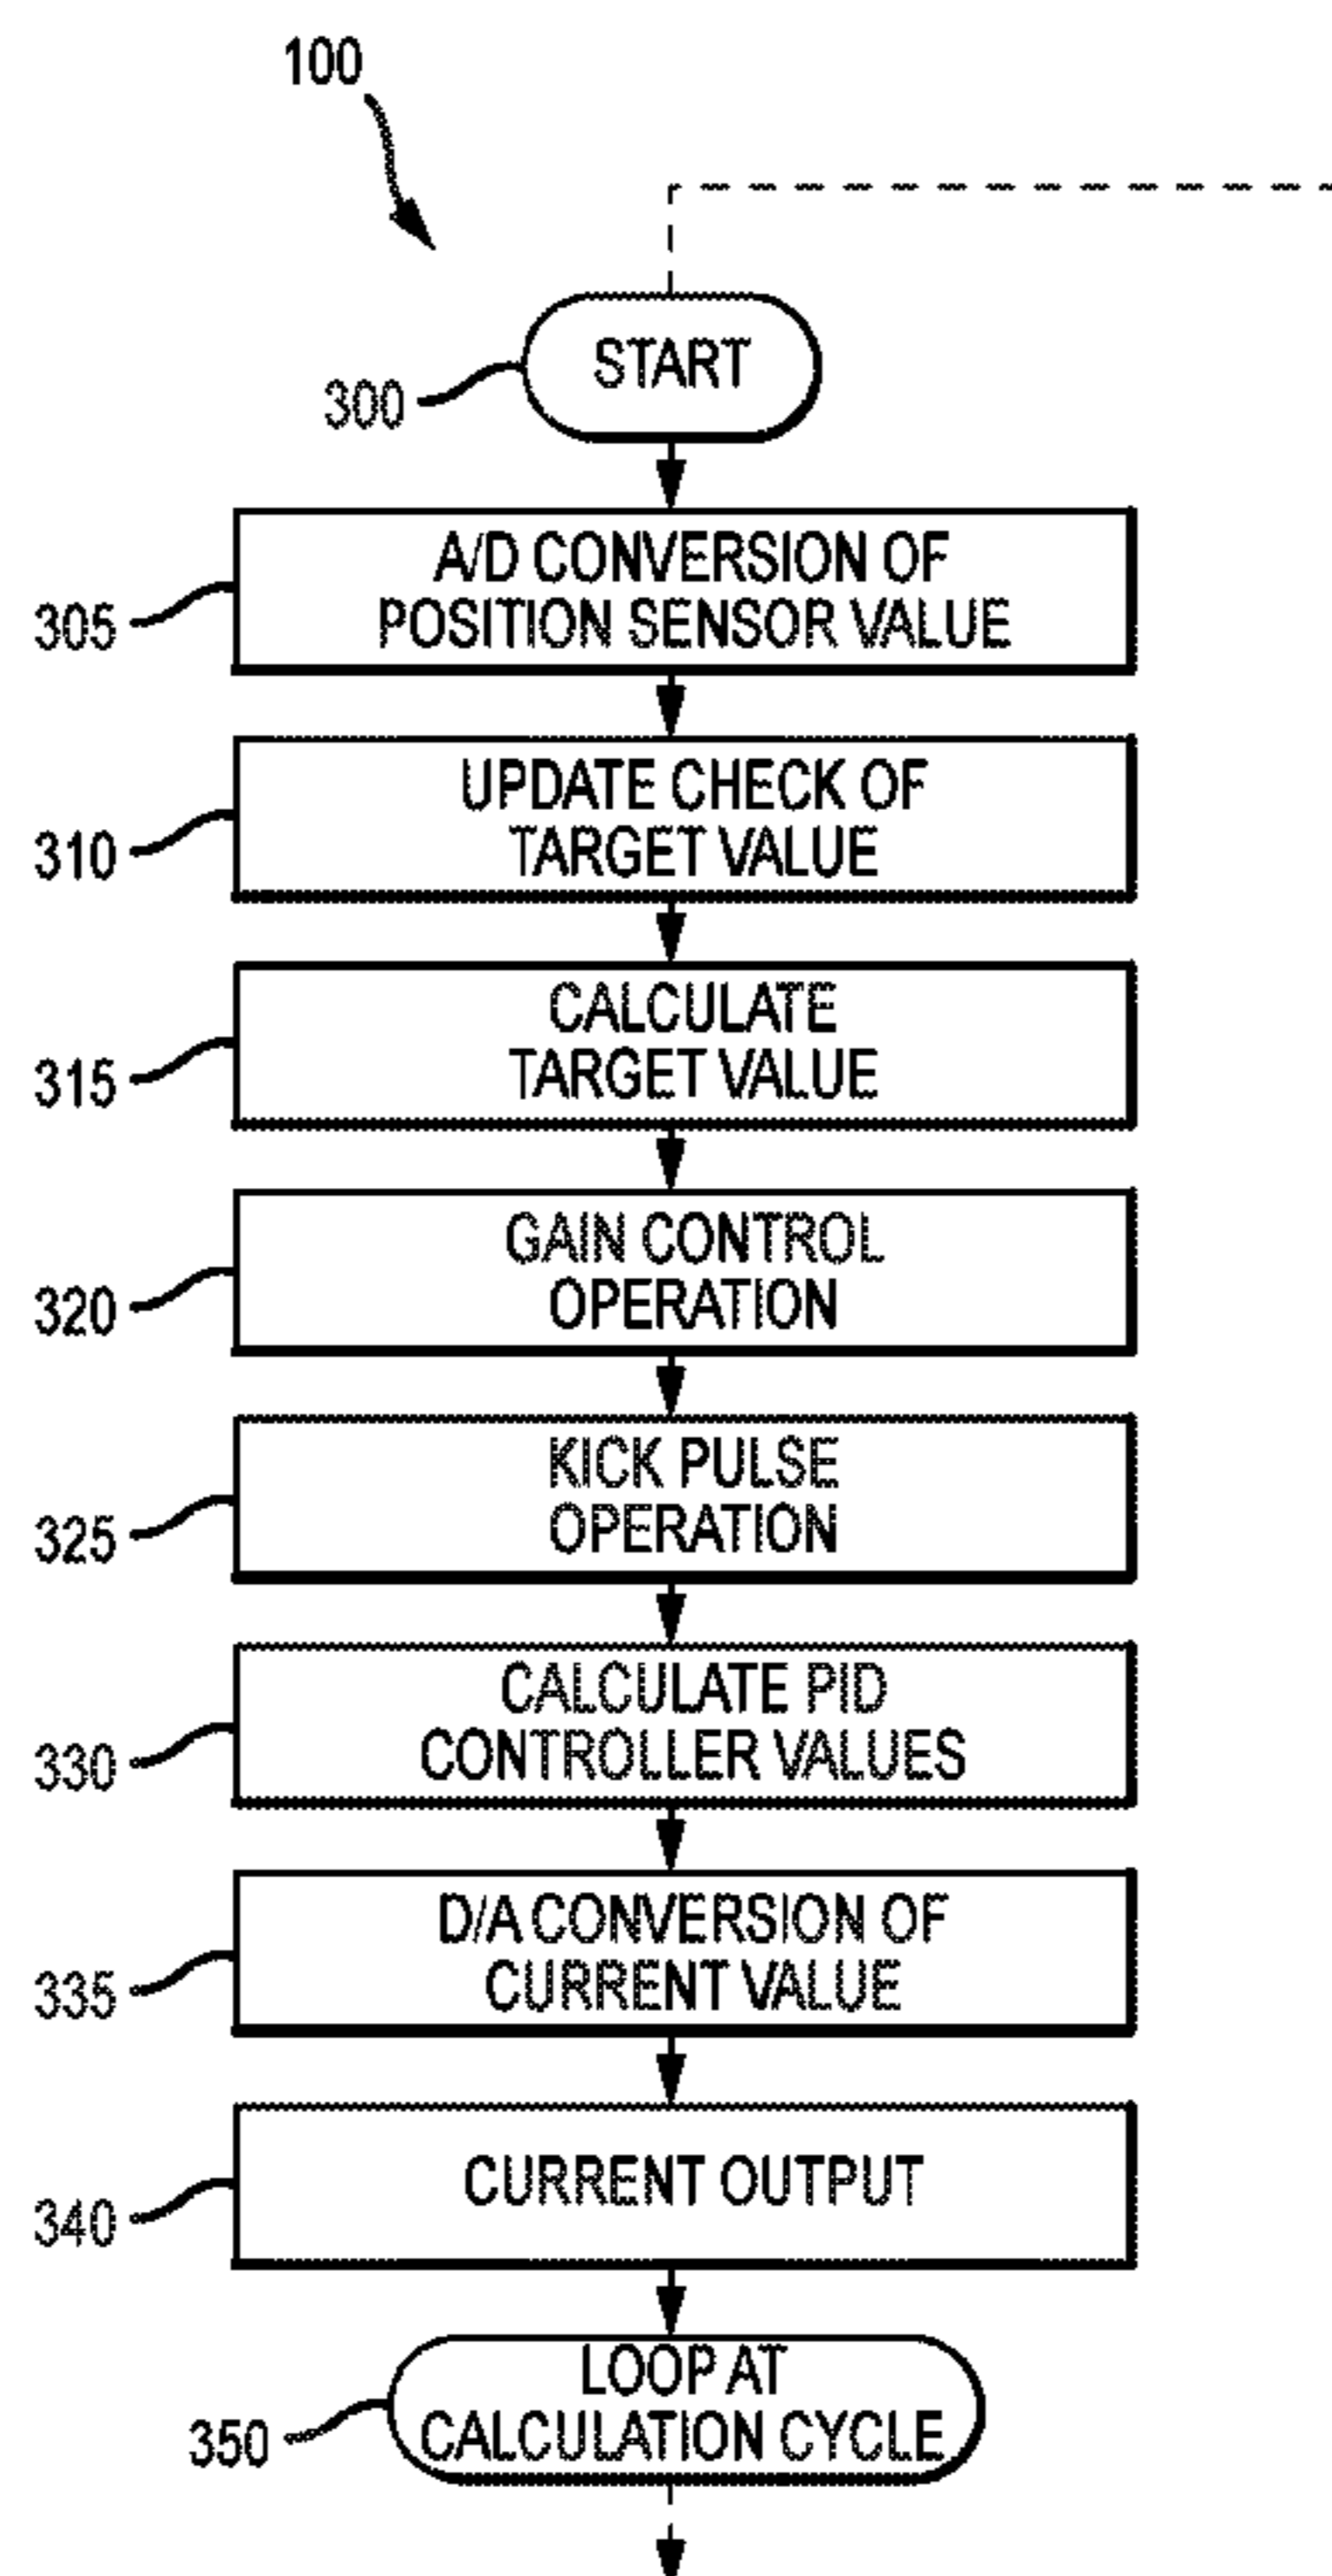 100
START
300
A/D CONVERSION OF
POSITION SENSOR VALUE
305
UPDATE CHECK OF
TARGET VALUE
310
CALCULATE
TARGET VALUE
315
GAIN CONTROL
OPERATION
320
KICK PULSE
OPERATION
325
CALCULATE PID
CONTROLLER VALUES
330
D/A CONVERSION OF
CURRENT VALUE
335
CURRENT OUTPUT
340
LOOP AT
CALCULATION CYCLE
350